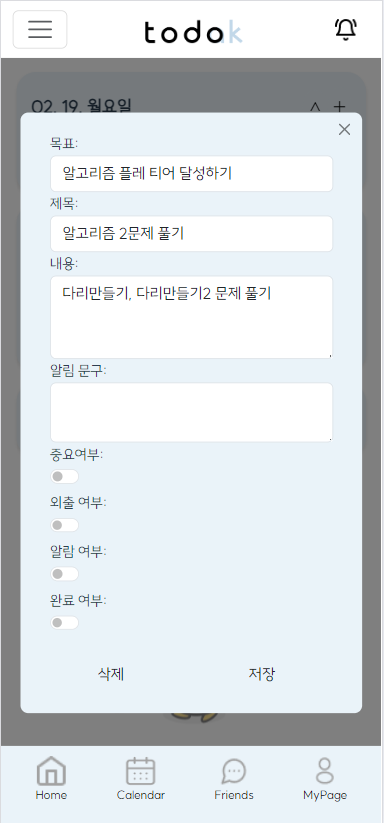 todok
02. 19. 월요일
목표:
알고리즘 플레 티어 달성하기
제목:
알고리즘 2문제 풀기
내용:
다리만들기, 다리만들기2 문제 풀기
알림 문구:
중요여부:
외출 여부:
알람 여부:
완료 여부:
삭제 저장
Home Calendar Friends MyPage